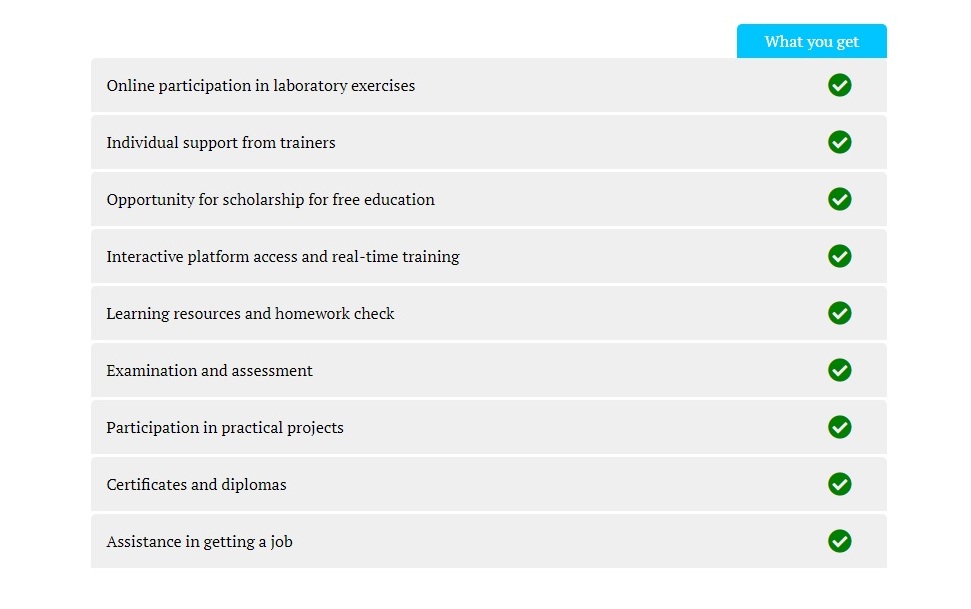 What you get
Online participation in laboratory exercises
Individual support from trainers
Opportunity for scholarship for free education
Interactive platform access and real-time training
Learning resources and homework check
Examination and assessment
Participation in practical projects
Certificates and diplomas
Assistance in getting a job